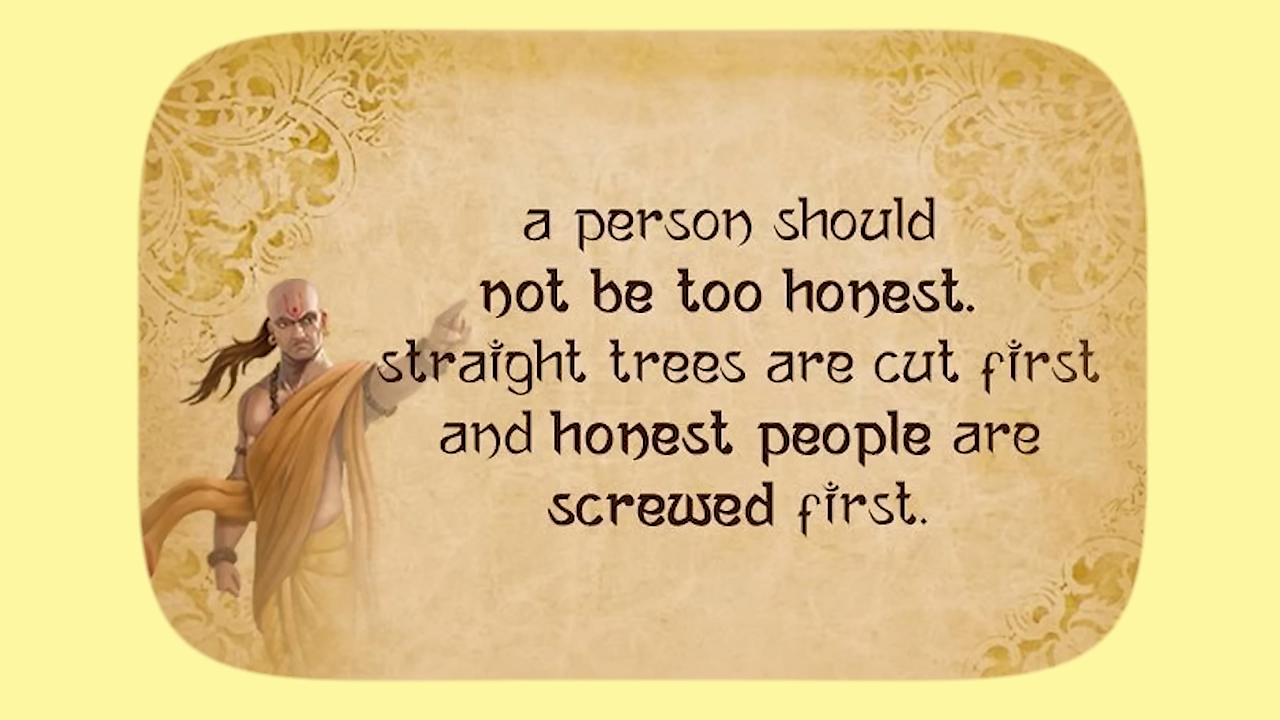 a person should
not be too honest.
straight trees are cut first
and honest people are
screwed first.